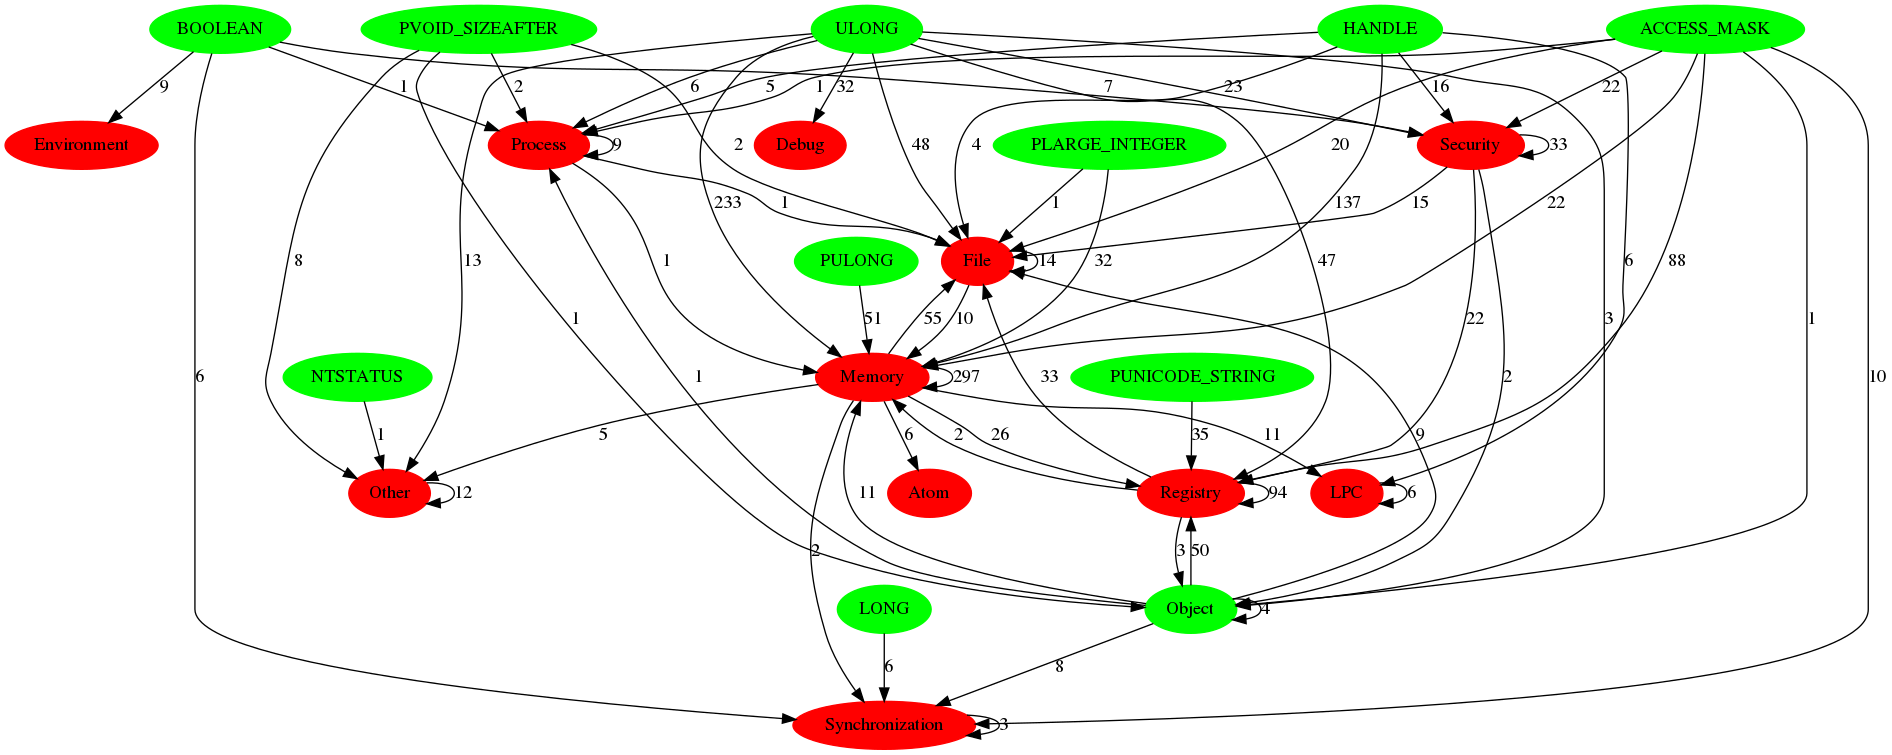 BOOLEAN PVOID_SIZEAFTER ULONG HANDLE ACCESS_MASK
9 1 2 6 32 5 1 7 23 16 22
Environment Process 9 Debug PLARGE_INTEGER Security 33
8 233 1 2 48 4 1 20 137 15 22
13 1 PULONG File 14 32 47 6 88
1 51 55 10 22 3 1
6 NTSTATUS 1 Memory 297 33 PUNICODE_STRING 2 10
1 5 6 2 26 35 11 9
Other 12 Atom Registry 94 LPC 6
2 11 3 50
LONG Object 4
6 8
Synchronization 3